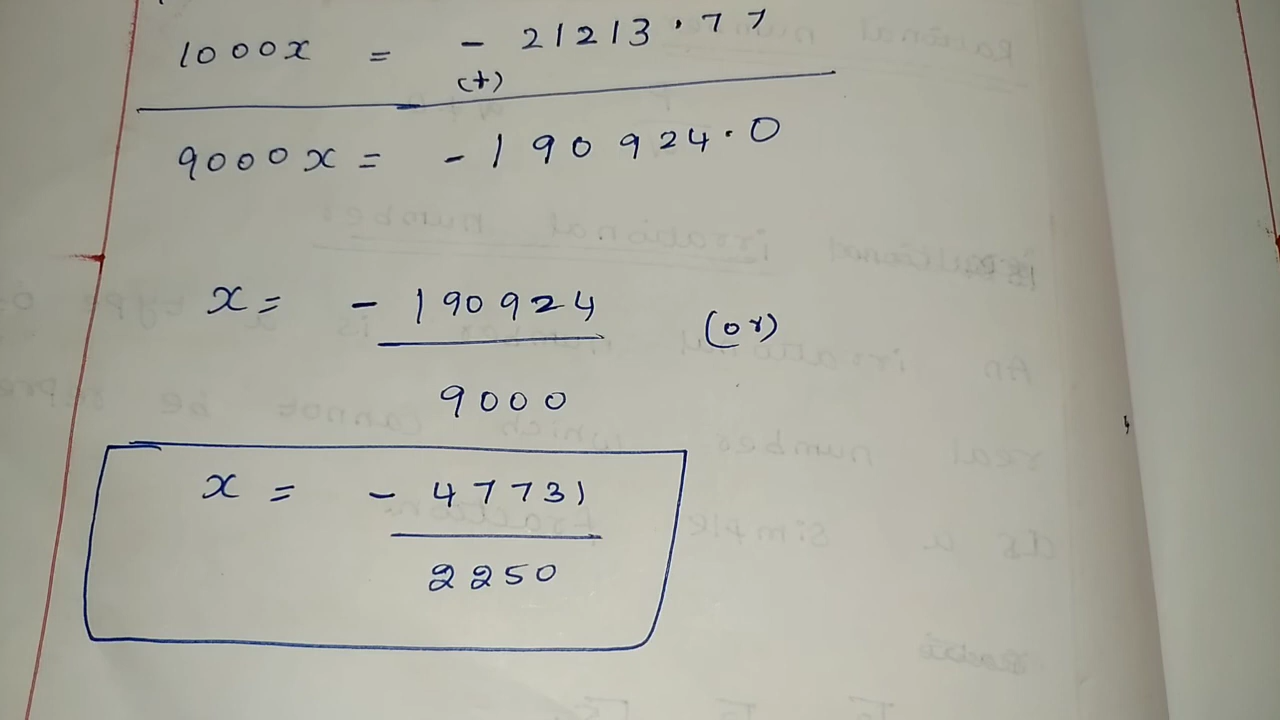 1000x = - 21213.77
(+)
9000x = - 190924.0
x = - 190924 (or)
9000
x = - 47731
2250